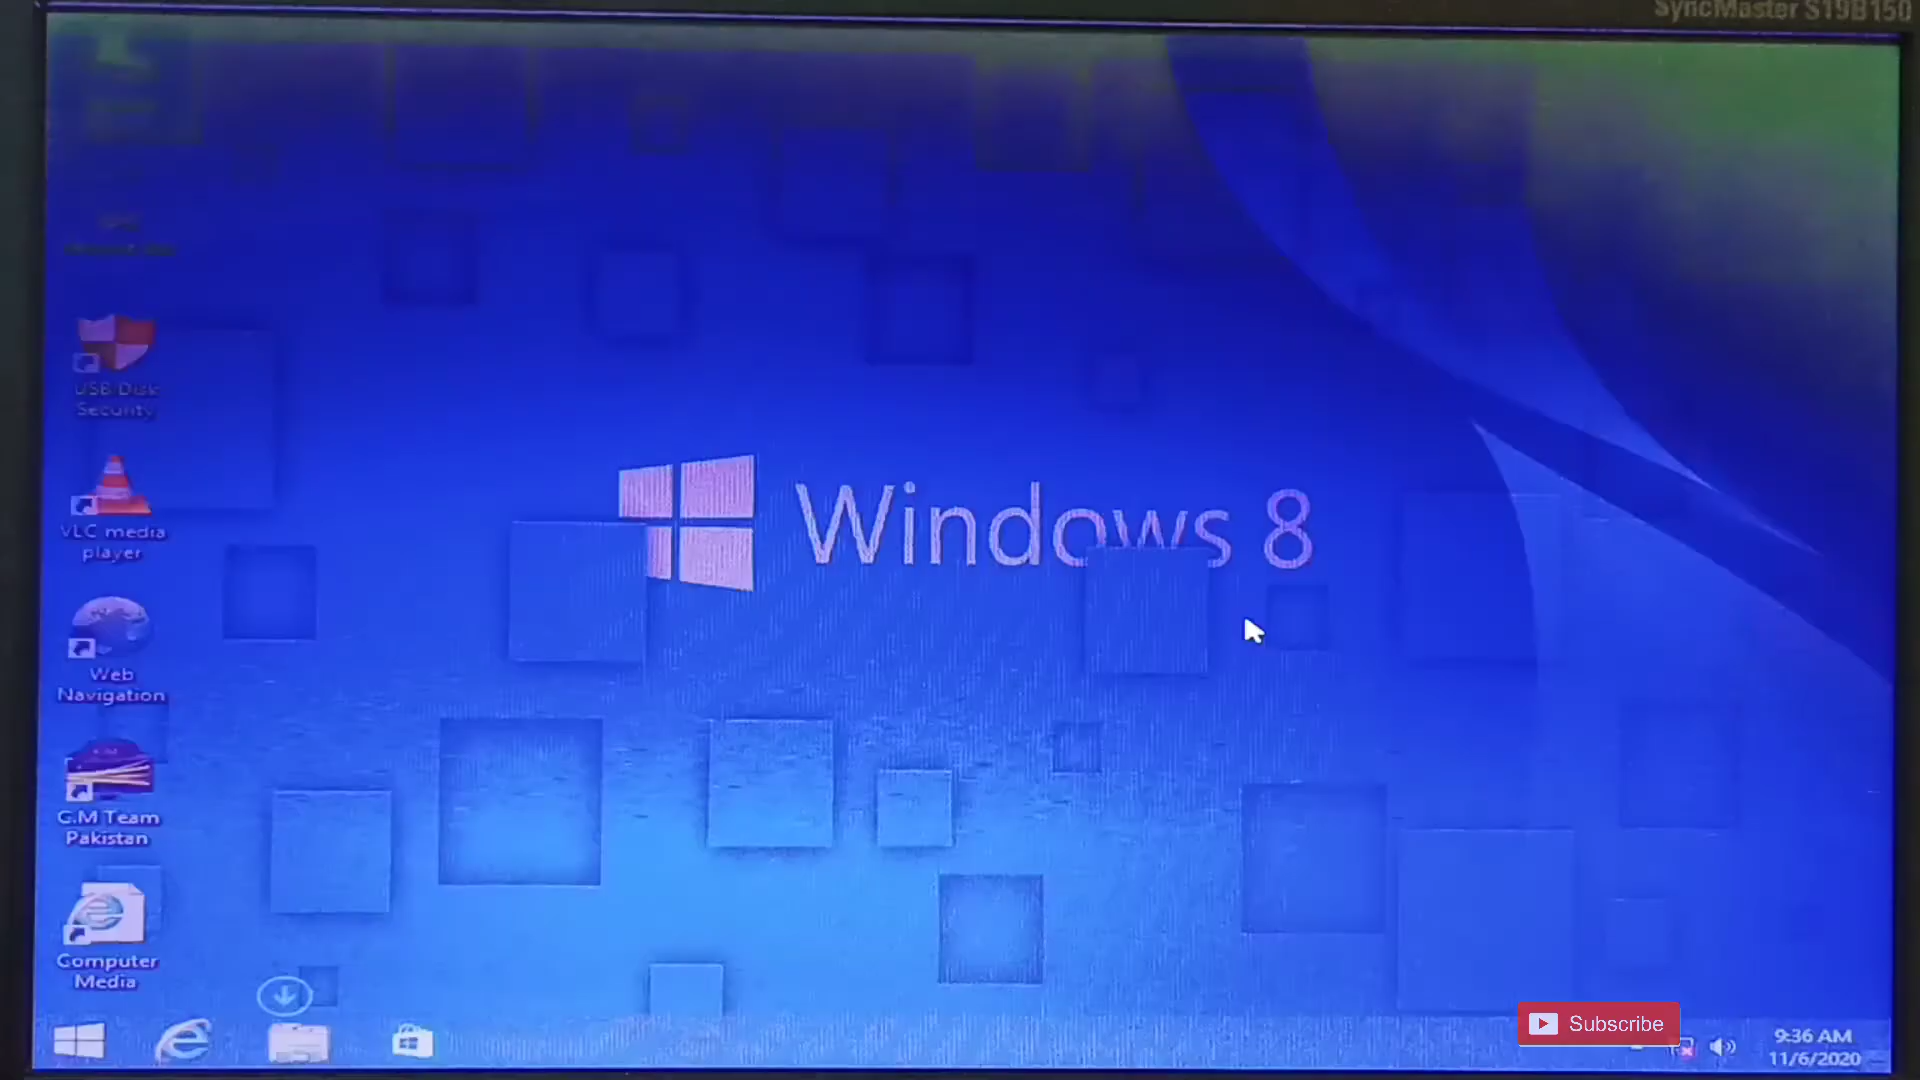 SyncMaster S19B150
USB Disk
Security
VLC media
player
Windows 8
Web
Navigation
G.M Team
Pakistan
Computer
Media
Subscribe
9:36 AM
11/6/2020